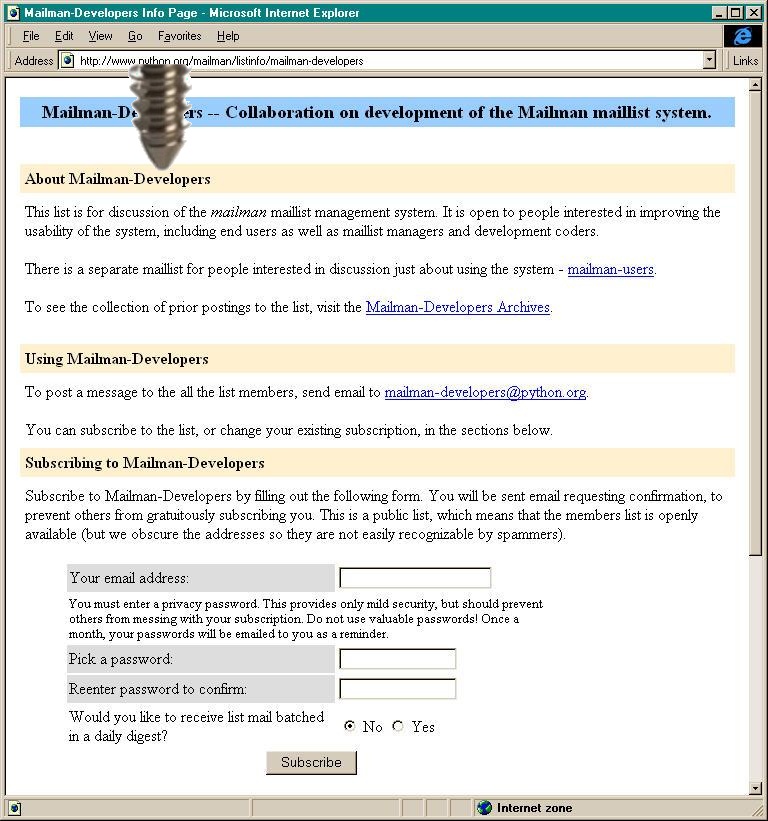 Mailman-Developers Info Page - Microsoft Internet Explorer
File Edit View Go Favorites Help
Address http://www.python.org/mailman/listinfo/mailman-developers Links
-- Collaboration on development of the Mailman maillist system.
About Mailman-Developers
This list is for discussion of the mailman maillist management system. It is open to people interested in improving the
usability of the system, including end users as well as maillist managers and development coders.
There is a separate maillist for people interested in discussion just about using the system - mailman-users.
To see the collection of prior postings to the list, visit the Mailman-Developers Archives.
Using Mailman-Developers
To post a message to the all the list members, send email to mailman-developers@python.org.
You can subscribe to the list, or change your existing subscription, in the sections below.
Subscribing to Mailman-Developers
Subscribe to Mailman-Developers by filling out the following form. You will be sent email requesting confirmation, to
prevent others from gratuitously subscribing you. This is a public list, which means that the members list is openly
available (but we obscure the addresses so they are not easily recognizable by spammers).
Your email address:
You must enter a privacy password. This provides only mild security, but should prevent
others from messing with your subscription. Do not use valuable passwords! Once a
month, your passwords will be emailed to you as a reminder.
Pick a password:
Reenter password to confirm:
Would you like to receive list mail batched
in a daily digest? No Yes
Subscribe
Internet zone